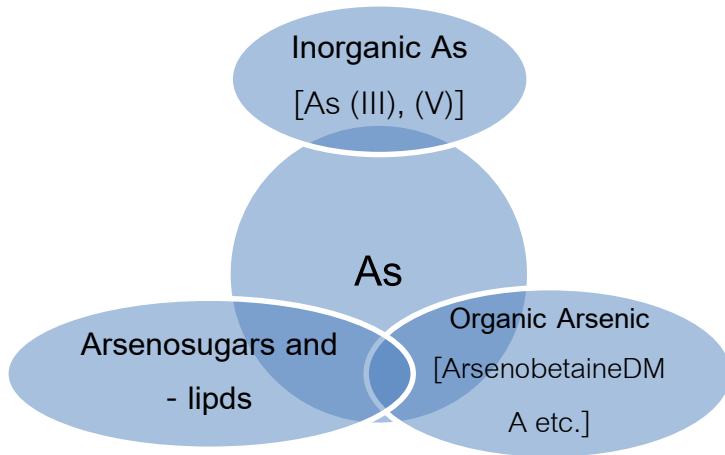 Inorganic As
[As (III), (V)]
As
Arsenosugars and
- lipds
Organic Arsenic
[ArsenobetaineDM
A etc.]